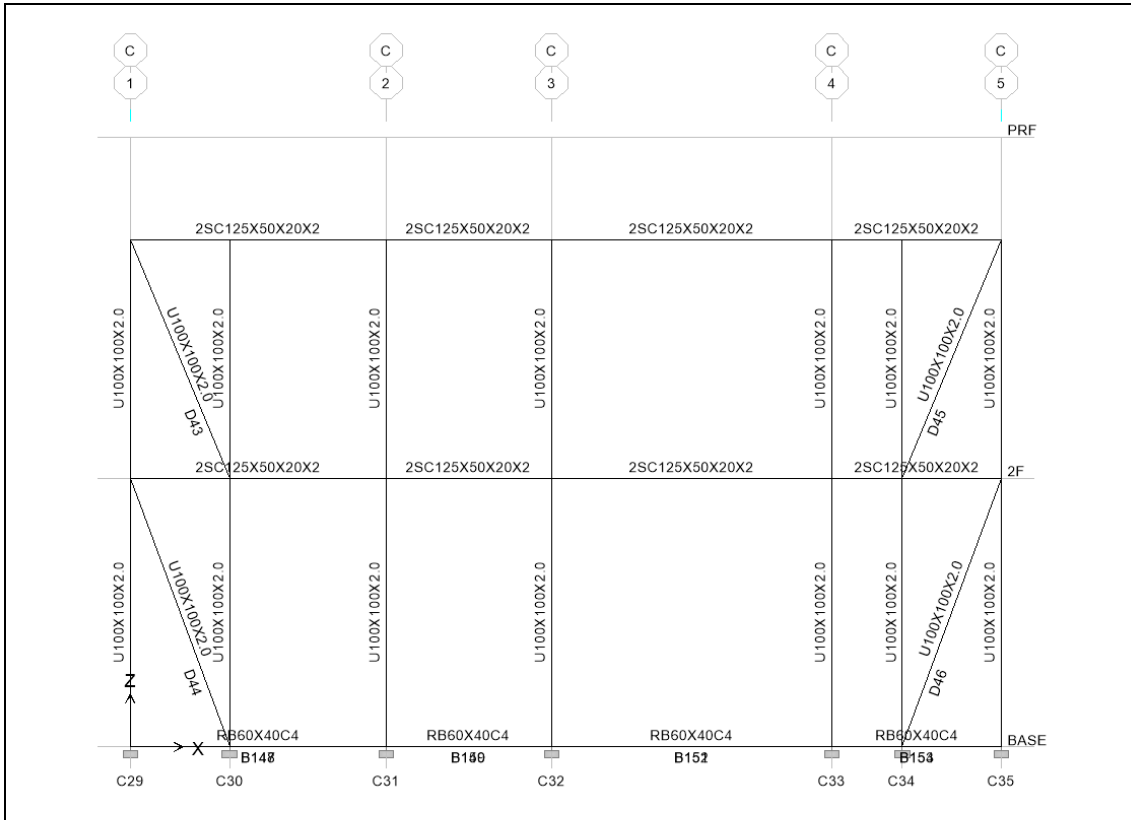 C C C C C
1 2 3 4 5
PRF
2SC125X50X20X2 2SC125X50X20X2 2SC125X50X20X2 2SC125X50X20X2
U100X100X2.0 U100X100X2.0 U100X100X2.0 U100X100X2.0 U100X100X2.0 U100X100X2.0 U100X100X2.0 U100X100X2.0 U100X100X2.0
D43 D45
2SC125X50X20X2 2SC125X50X20X2 2SC125X50X20X2 2SC125X50X20X2 2F
U100X100X2.0 U100X100X2.0 U100X100X2.0 U100X100X2.0 U100X100X2.0 U100X100X2.0 U100X100X2.0 U100X100X2.0 U100X100X2.0
D44 D46
Z
RB60X40C4 RB60X40C4 RB60X40C4 RB60X40C4 BASE
X
C29 C30 C31 C32 C33 C34 C35